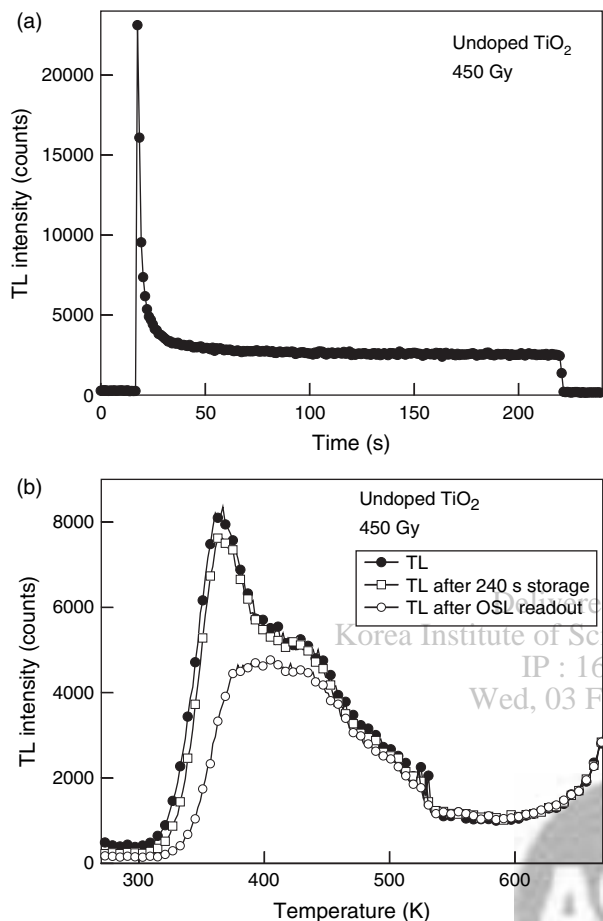 (a)
Undoped TiO2
450 Gy
TL intensity (counts)
20000
15000
10000
5000
0
0 50 100 150 200
Time (s)
(b)
Undoped TiO2
450 Gy
TL
TL after 240 s storage
TL after OSL readout
Delivere
Korea Institute of Sc
IP : 16
Wed, 03 F
TL intensity (counts)
8000
6000
4000
2000
0
300 400 500 600
Temperature (K)